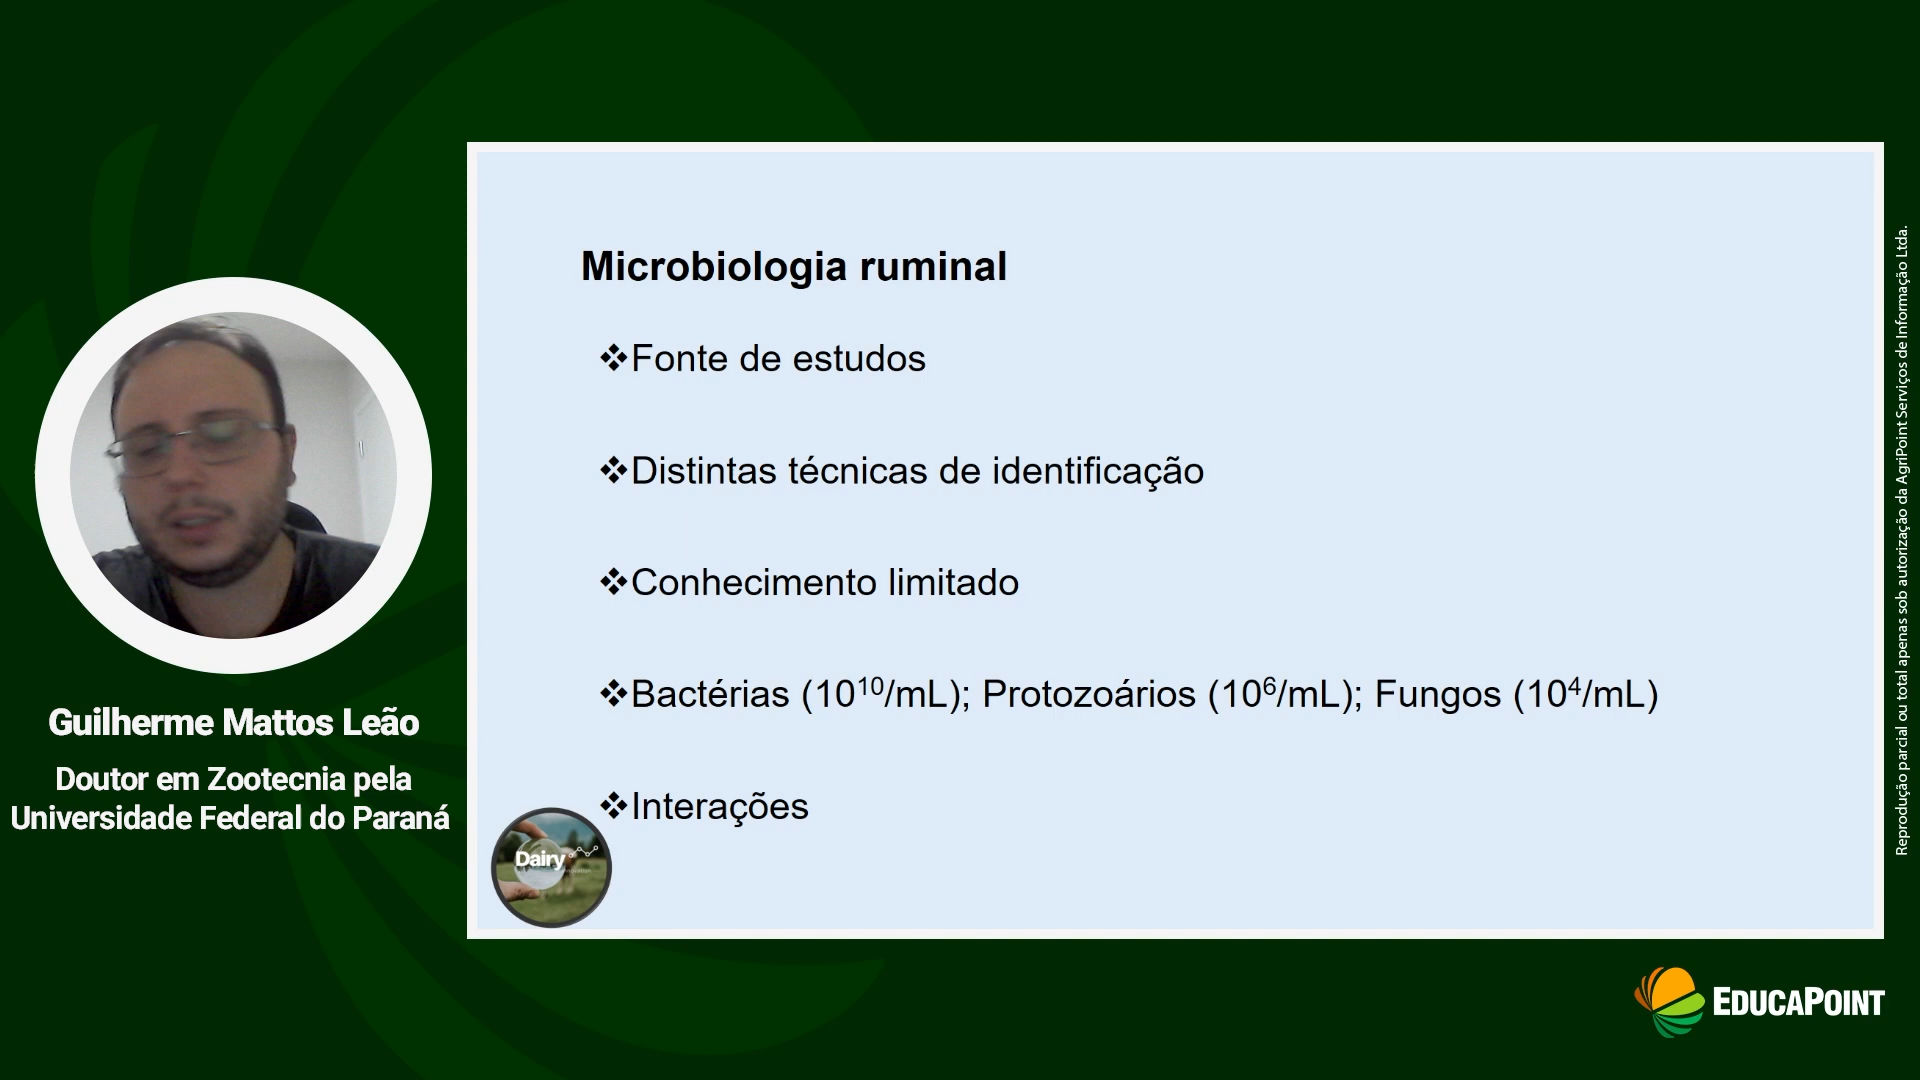 Microbiologia ruminal
❖Fonte de estudos
❖Distintas técnicas de identificação
❖Conhecimento limitado
❖Bactérias (10¹⁰/mL); Protozoários (10⁶/mL); Fungos (10⁴/mL)
❖Interações
Dairy
Guilherme Mattos Leão
Doutor em Zootecnia pela
Universidade Federal do Paraná
EDUCAPOINT
Reprodução parcial ou total apenas sob autorização da AgriPoint Serviços de Informação Ltda.